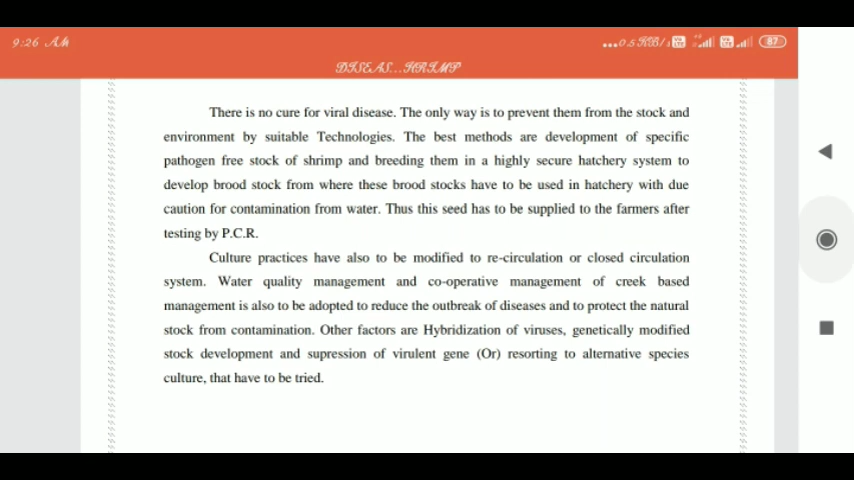 9:26 AM
...0.5 KB/s 87
DISEAS...HRIMP
There is no cure for viral disease. The only way is to prevent them from the stock and
environment by suitable Technologies. The best methods are development of specific
pathogen free stock of shrimp and breeding them in a highly secure hatchery system to
develop brood stock from where these brood stocks have to be used in hatchery with due
caution for contamination from water. Thus this seed has to be supplied to the farmers after
testing by P.C.R.
Culture practices have also to be modified to re-circulation or closed circulation
system. Water quality management and co-operative management of creek based
management is also to be adopted to reduce the outbreak of diseases and to protect the natural
stock from contamination. Other factors are Hybridization of viruses, genetically modified
stock development and supression of virulent gene (Or) resorting to alternative species
culture, that have to be tried.